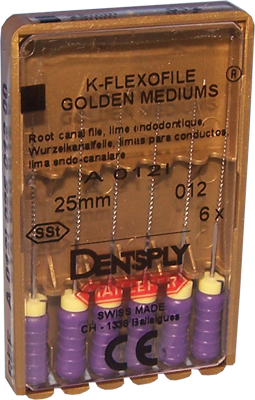 K-FLEXOFILE ®
GOLDEN MEDIUMS
Root canal file, lime endodontique,
Wurzelkanalfeile, limas para conductos,
lima endo-canalare
A 0121
25mm 012
6x
SSt
DENTSPLY
MAILLEFER
SWISS MADE
CH - 1338 Ballaigues
CE